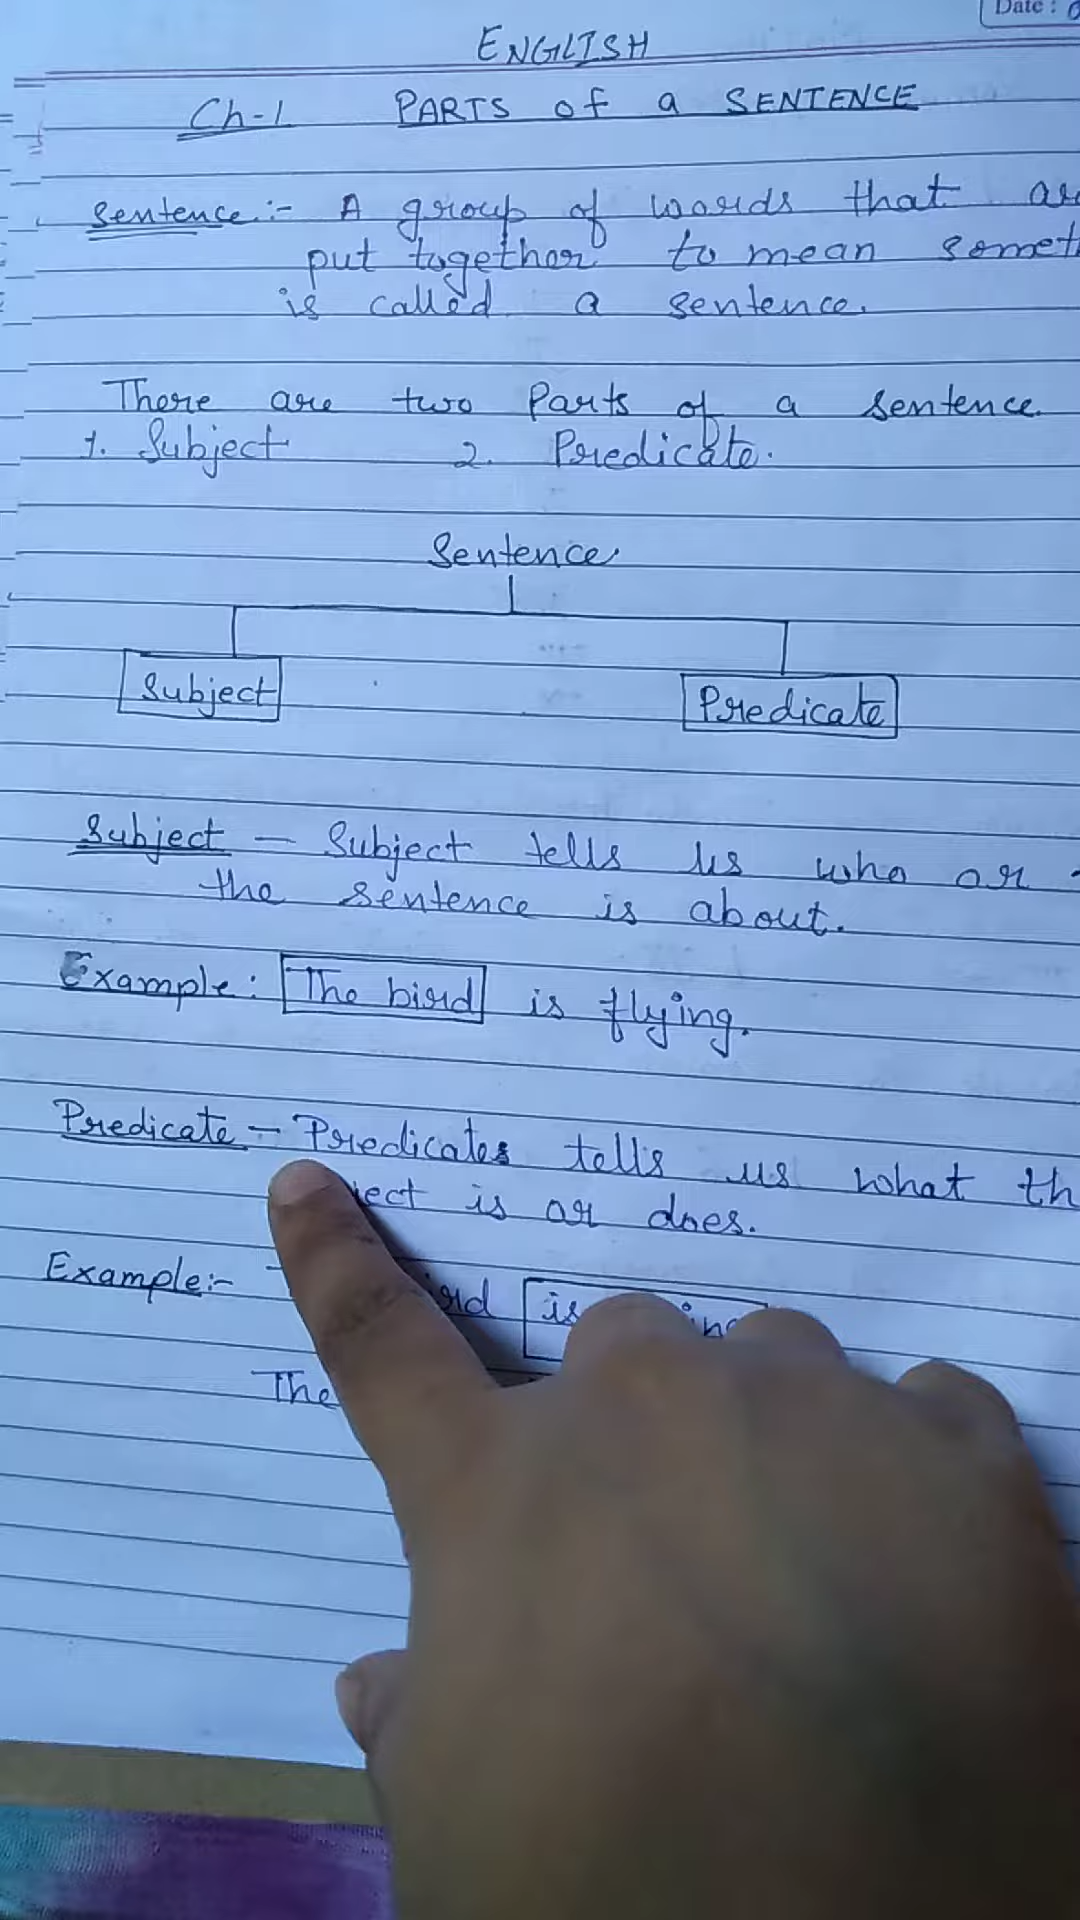 Date :
ENGLISH
Ch-1 PARTS of a SENTENCE
Sentence:- A group of words that
put together to mean
is called a sentence.
There are two Parts of a sentence.
1. Subject 2. Predicate.
Sentence
Subject Predicate
Subject - Subject tells us who or
the sentence is about.
Example: The bird is flying.
Predicate - Predicates tells us what
is or does.
Example:- is
The